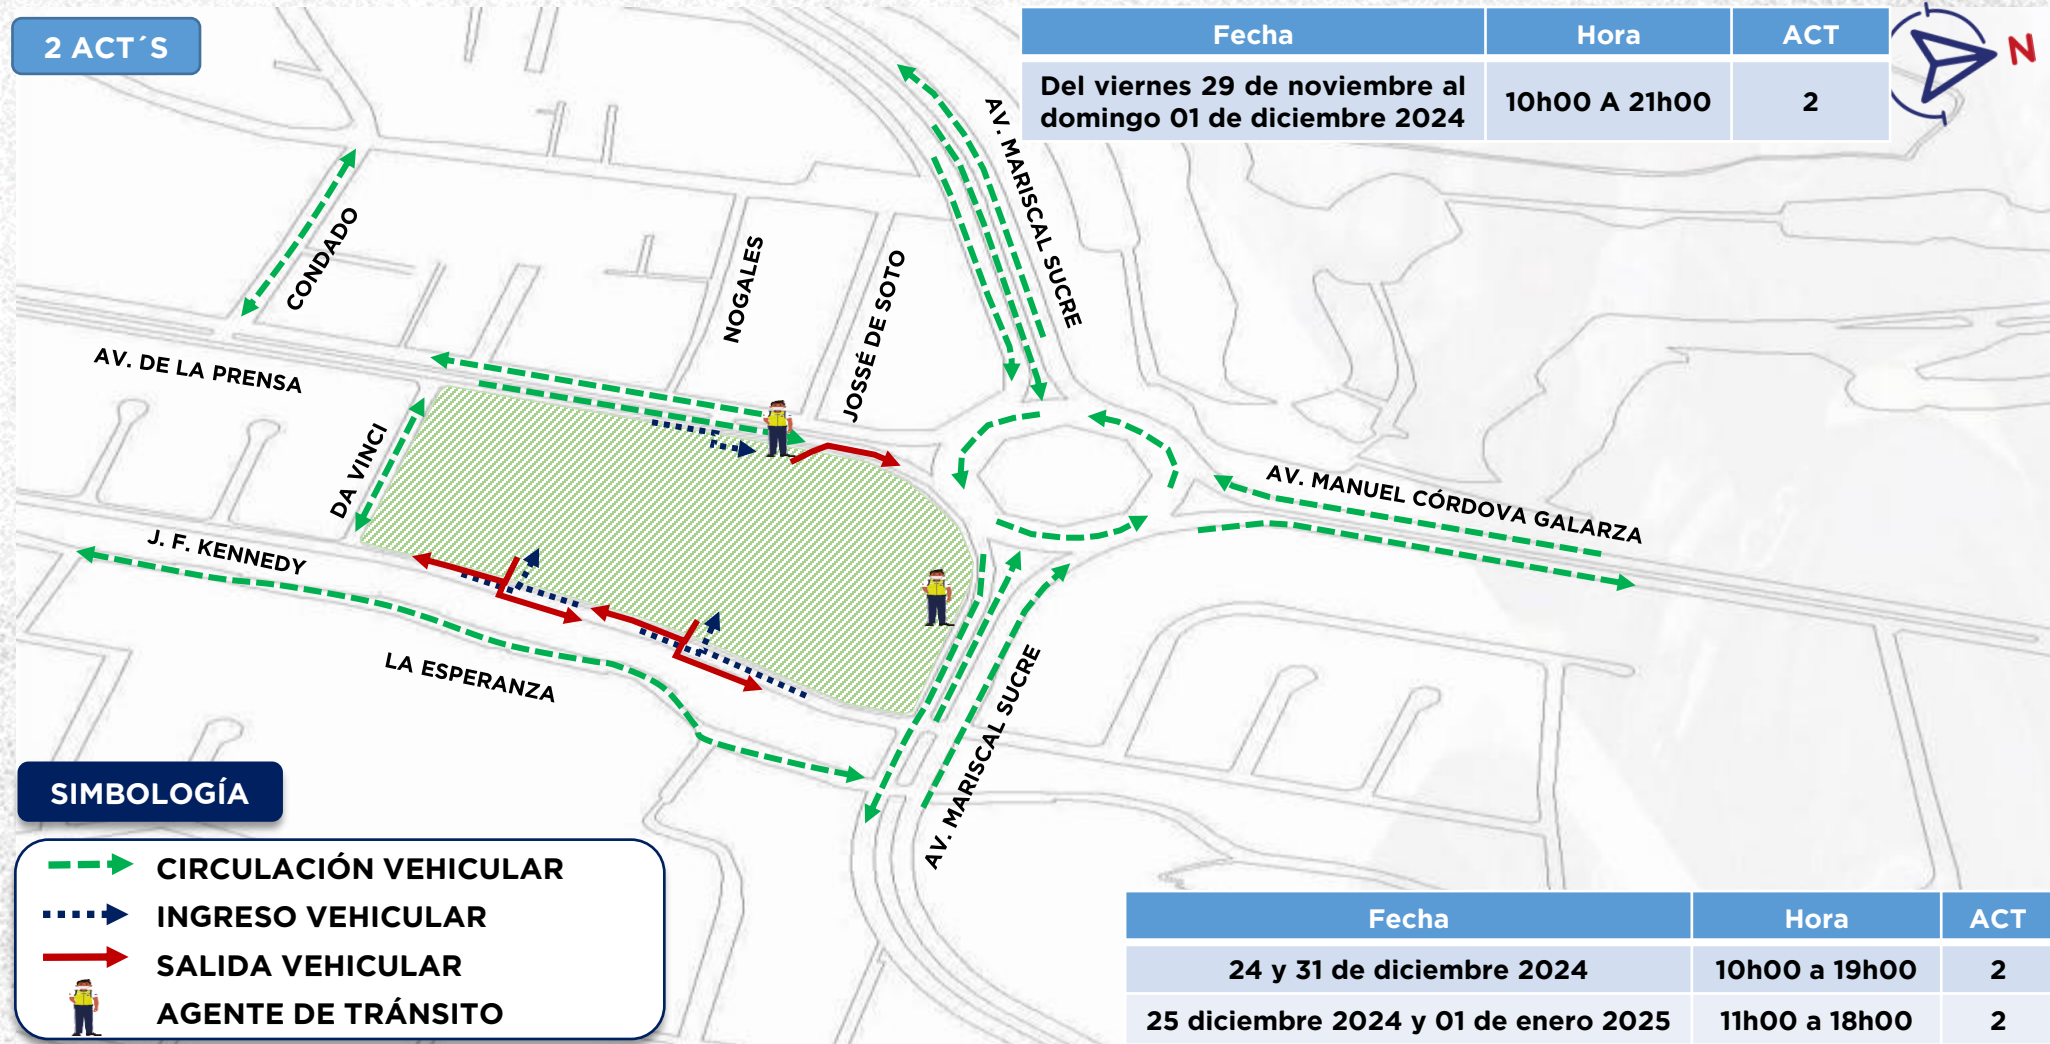 2 ACT´S
Fecha Hora ACT
Del viernes 29 de noviembre al
domingo 01 de diciembre 2024 10h00 A 21h00 2
N
AV. MARISCAL SUCRE
CONDADO
NOGALES
JOSSÉ DE SOTO
AV. DE LA PRENSA
DA VINCI
AV. MANUEL CÓRDOVA GALARZA
J. F. KENNEDY
LA ESPERANZA
AV. MARISCAL SUCRE
SIMBOLOGÍA
CIRCULACIÓN VEHICULAR
INGRESO VEHICULAR
SALIDA VEHICULAR
AGENTE DE TRÁNSITO
Fecha Hora ACT
24 y 31 de diciembre 2024 10h00 a 19h00 2
25 diciembre 2024 y 01 de enero 2025 11h00 a 18h00 2